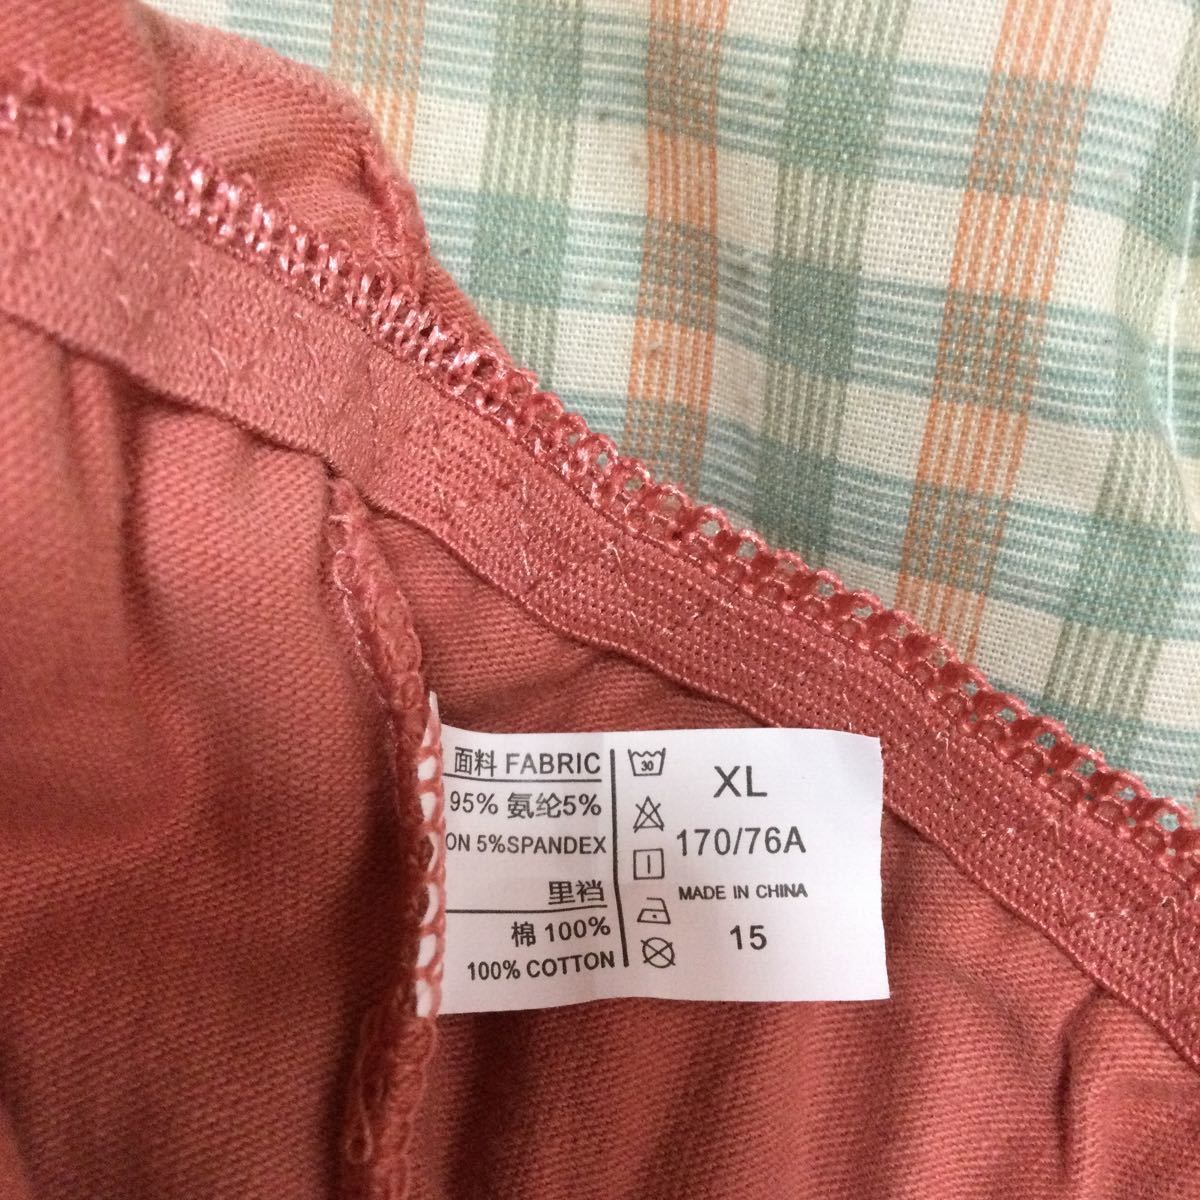 面料 FABRIC
95% 氨纶5%
ON 5%SPANDEX
里裆
棉 100%
100% COTTON
30
XL
170/76A
MADE IN CHINA
15